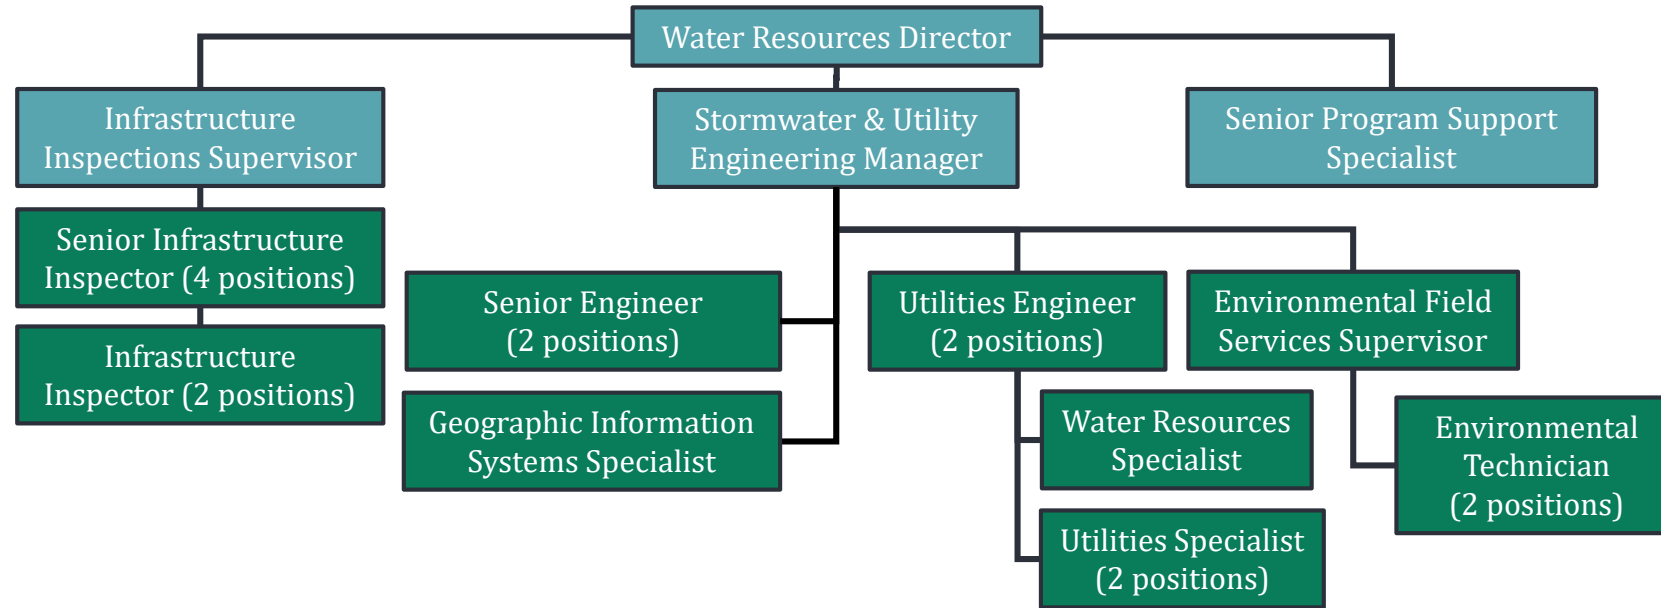 Water Resources Director
Infrastructure
Inspections Supervisor
Stormwater & Utility
Engineering Manager
Senior Program Support
Specialist
Senior Infrastructure
Inspector (4 positions)
Infrastructure
Inspector (2 positions)
Senior Engineer
(2 positions)
Geographic Information
Systems Specialist
Utilities Engineer
(2 positions)
Water Resources
Specialist
Utilities Specialist
(2 positions)
Environmental Field
Services Supervisor
Environmental
Technician
(2 positions)